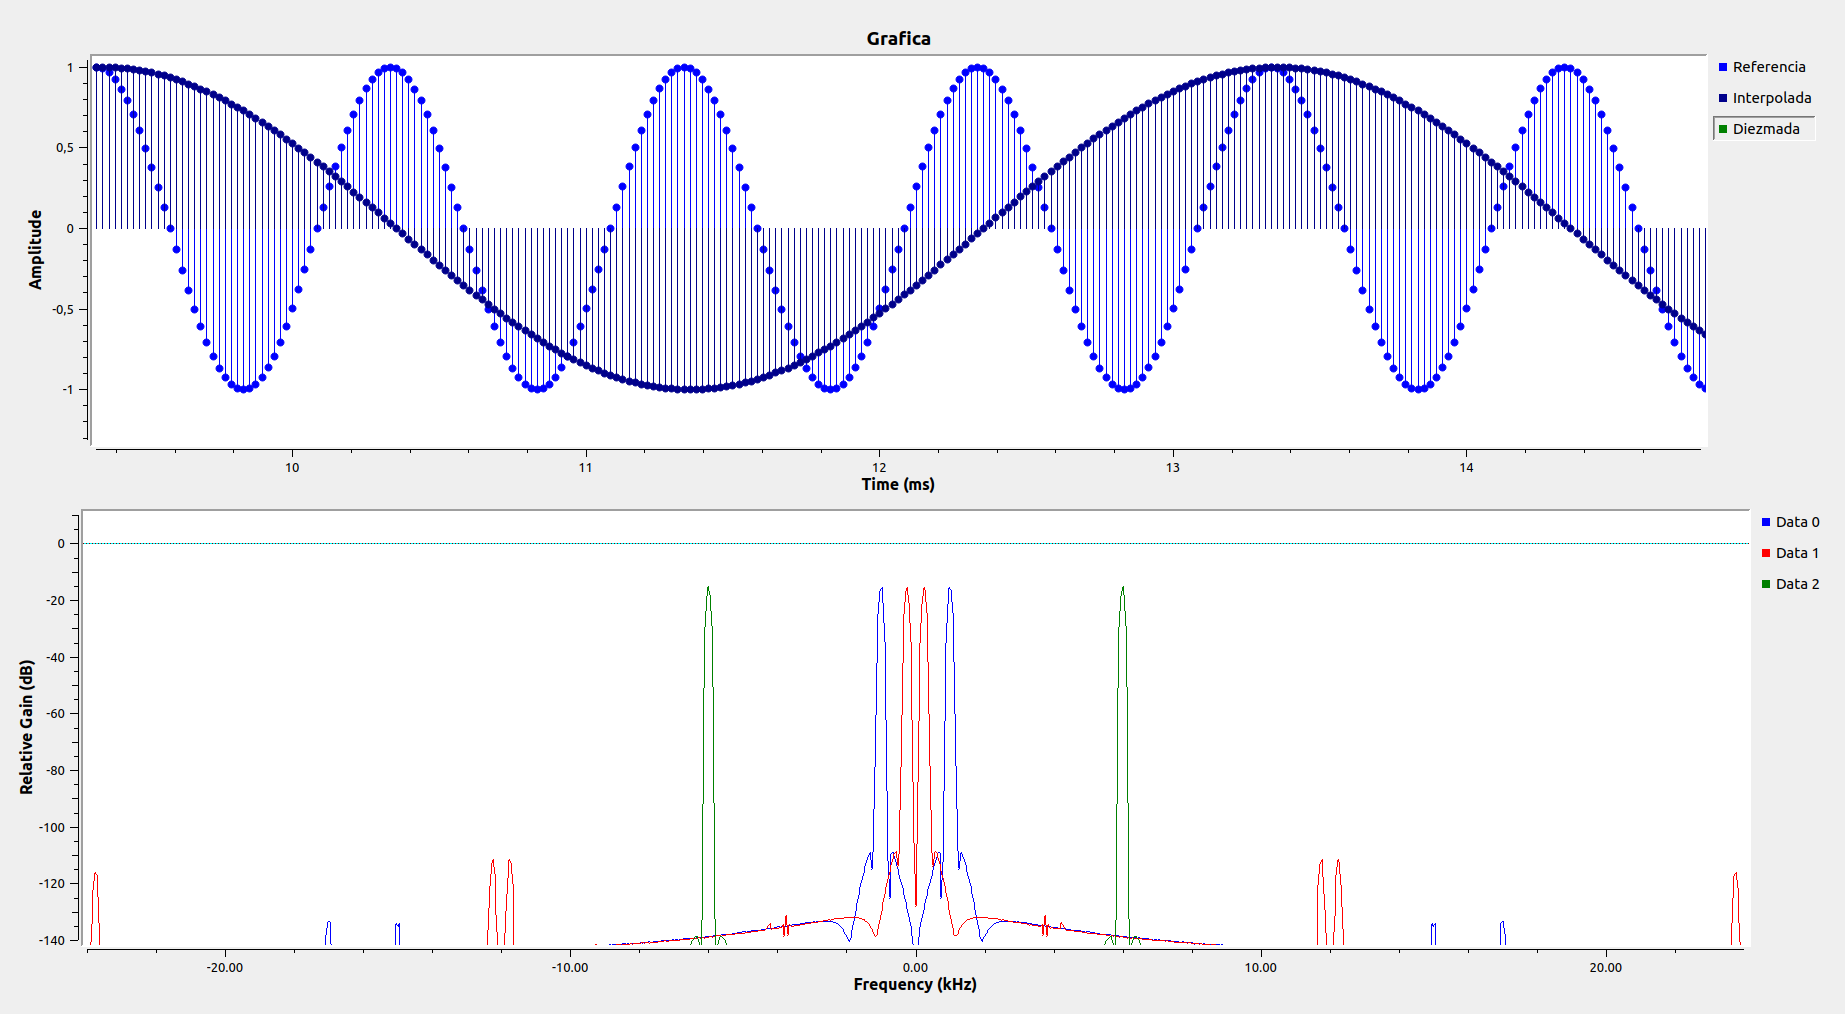 Grafica
1
0,5
0
-0,5
-1
Amplitude
10 11 12 13 14
Time (ms)
Referencia
Interpolada
Diezmada
0
-20
-40
-60
-80
-100
-120
-140
Relative Gain (dB)
-20.00 -10.00 0.00 10.00 20.00
Frequency (kHz)
Data 0
Data 1
Data 2